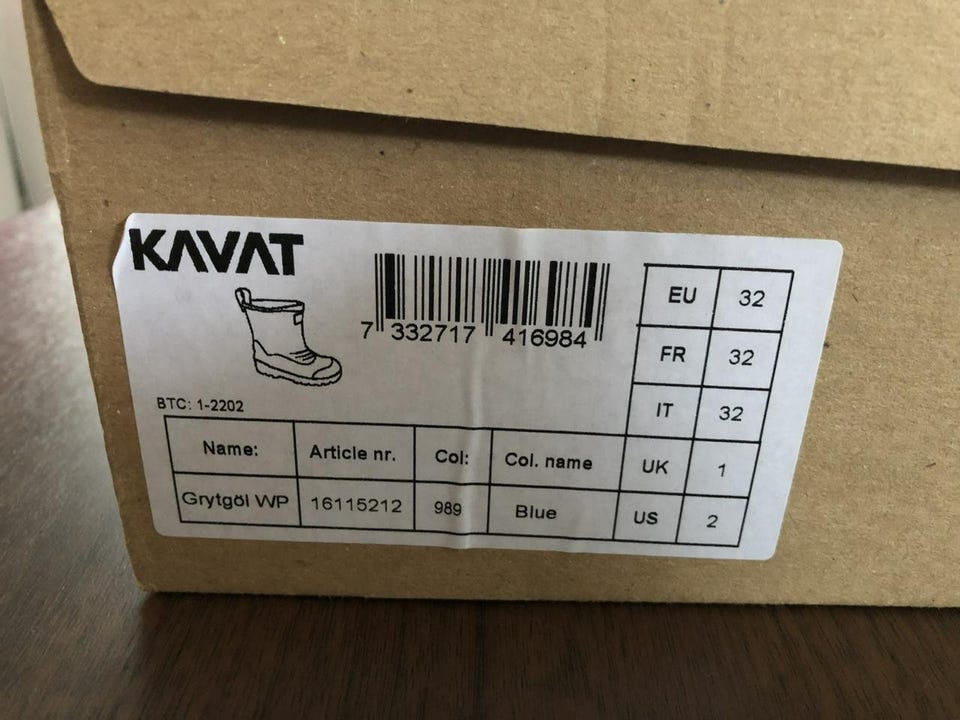 KAVAT
7 332717 416984
BTC: 1-2202
EU 32
FR 32
IT 32
UK 1
US 2
Name: Article nr. Col: Col. name
Grytgöl WP 16115212 989 Blue